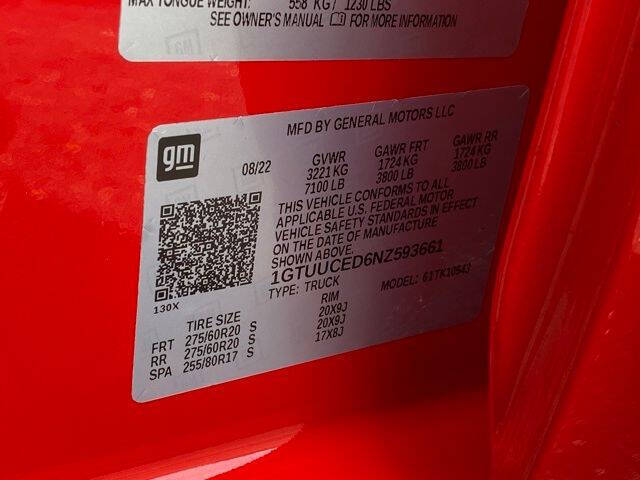 MAX TONGUE WEIGHT: 558 KG / 1230 LBS
SEE OWNER'S MANUAL FOR MORE INFORMATION
gm
MFD BY GENERAL MOTORS LLC
08/22 GVWR GAWR FRT GAWR RR
3221 KG 1724 KG 1724 KG
7100 LB 3800 LB 3800 LB
THIS VEHICLE CONFORMS TO ALL
APPLICABLE U.S. FEDERAL MOTOR
VEHICLE SAFETY STANDARDS IN EFFECT
ON THE DATE OF MANUFACTURE
1GTUUCED6NZ593661
TYPE: TRUCK MODEL: 61TK10543
130X
TIRE SIZE RIM
FRT 275/60R20 S 20X9J
RR 275/60R20 S 20X9J
SPA 255/80R17 S 17X8J